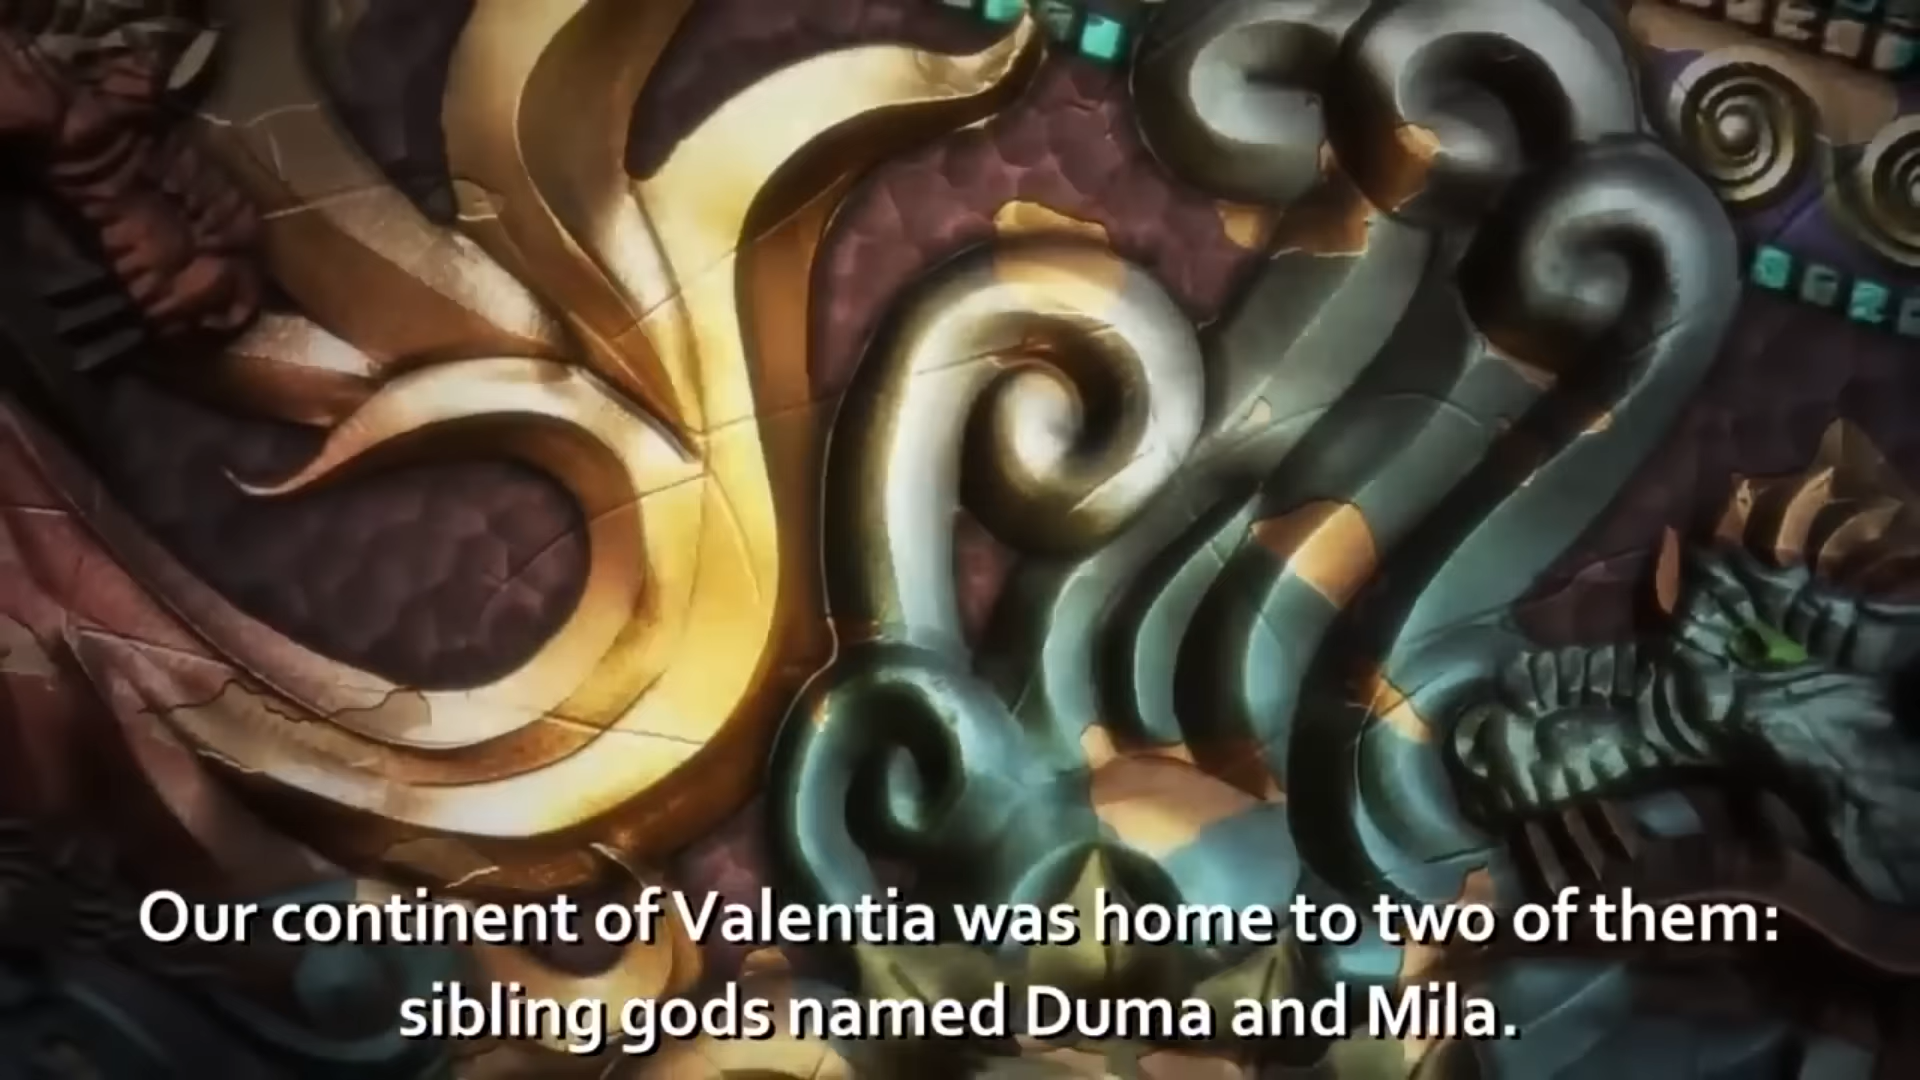 Our continent of Valentia was home to two of them:
sibling gods named Duma and Mila.